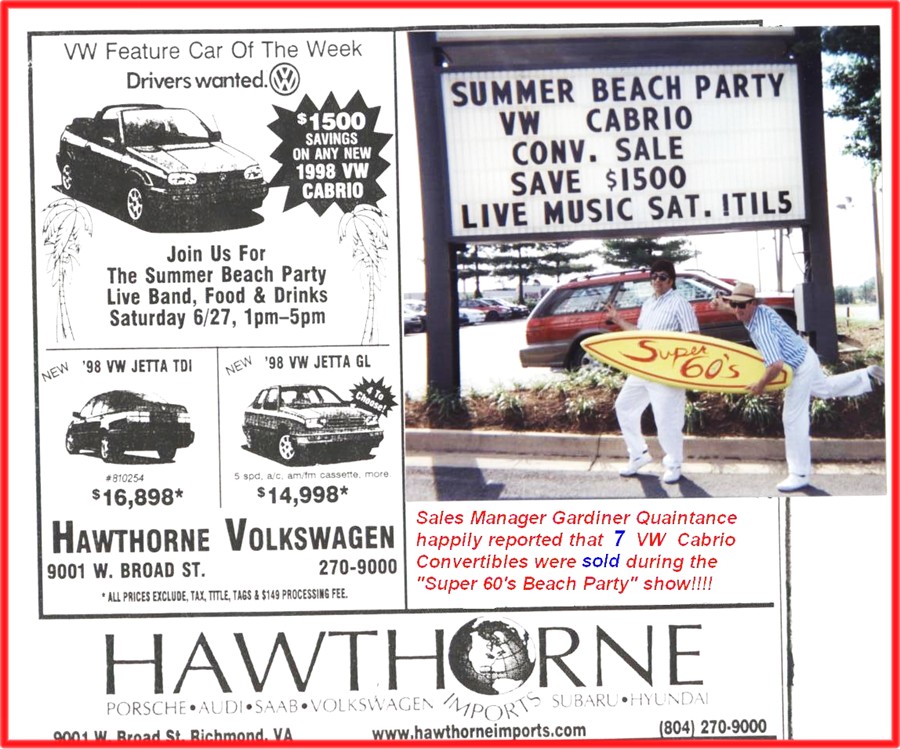 VW Feature Car Of The Week
Drivers wanted.
$1500
SAVINGS
ON ANY NEW
1998 VW
CABRIO
Join Us For
The Summer Beach Party
Live Band, Food & Drinks
Saturday 6/27, 1pm–5pm
NEW '98 VW JETTA TDI
#810254
$16,898*
NEW '98 VW JETTA GL
4 To
Choose!
5 spd, a/c, am/fm cassette, more
$14,998*
HAWTHORNE VOLKSWAGEN
9001 W. BROAD ST. 270-9000
* ALL PRICES EXCLUDE, TAX, TITLE, TAGS & $149 PROCESSING FEE.
SUMMER BEACH PARTY
VW CABRIO
CONV. SALE
SAVE $1500
LIVE MUSIC SAT. !TIL5
Super
60's
Sales Manager Gardiner Quaintance
happily reported that 7 VW Cabrio
Convertibles were sold during the
"Super 60's Beach Party" show!!!!
HAWTHORNE
PORSCHE•AUDI•SAAB•VOLKSWAGEN IMPORTS SUBARU•HYUNDAI
9001 W. Broad St. Richmond, VA www.hawthorneimports.com (804) 270-9000